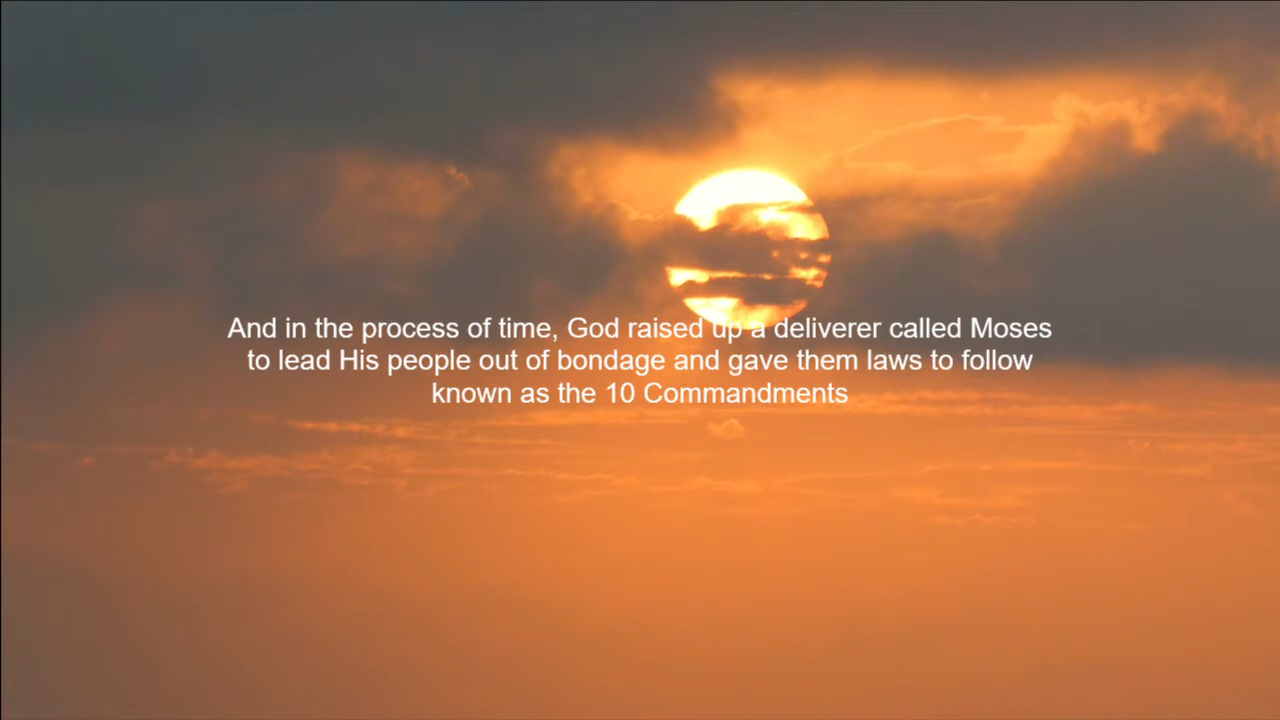 And in the process of time, God raised up a deliverer called Moses
to lead His people out of bondage and gave them laws to follow
known as the 10 Commandments